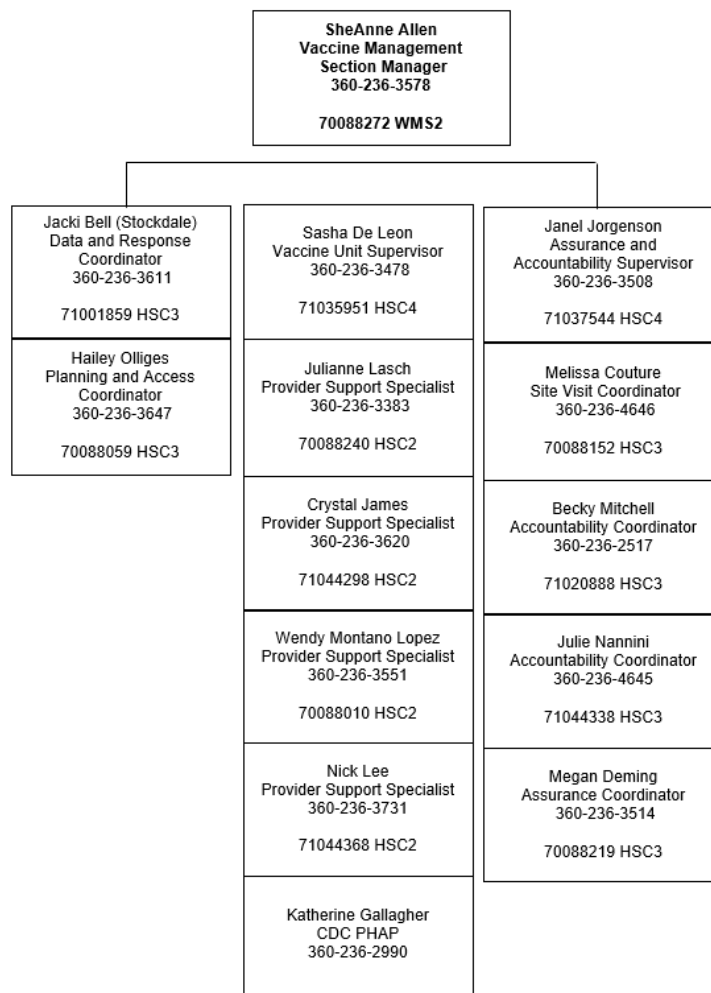 SheAnne Allen
Vaccine Management
Section Manager
360-236-3578
70088272 WMS2
Jacki Bell (Stockdale)
Data and Response
Coordinator
360-236-3611
71001859 HSC3
Hailey Olliges
Planning and Access
Coordinator
360-236-3647
70088059 HSC3
Sasha De Leon
Vaccine Unit Supervisor
360-236-3478
71035951 HSC4
Julianne Lasch
Provider Support Specialist
360-236-3383
70088240 HSC2
Crystal James
Provider Support Specialist
360-236-3620
71044298 HSC2
Wendy Montano Lopez
Provider Support Specialist
360-236-3551
70088010 HSC2
Nick Lee
Provider Support Specialist
360-236-3731
71044368 HSC2
Katherine Gallagher
CDC PHAP
360-236-2990
Janel Jorgenson
Assurance and
Accountability Supervisor
360-236-3508
71037544 HSC4
Melissa Couture
Site Visit Coordinator
360-236-4646
70088152 HSC3
Becky Mitchell
Accountability Coordinator
360-236-2517
71020888 HSC3
Julie Nannini
Accountability Coordinator
360-236-4645
71044338 HSC3
Megan Deming
Assurance Coordinator
360-236-3514
70088219 HSC3